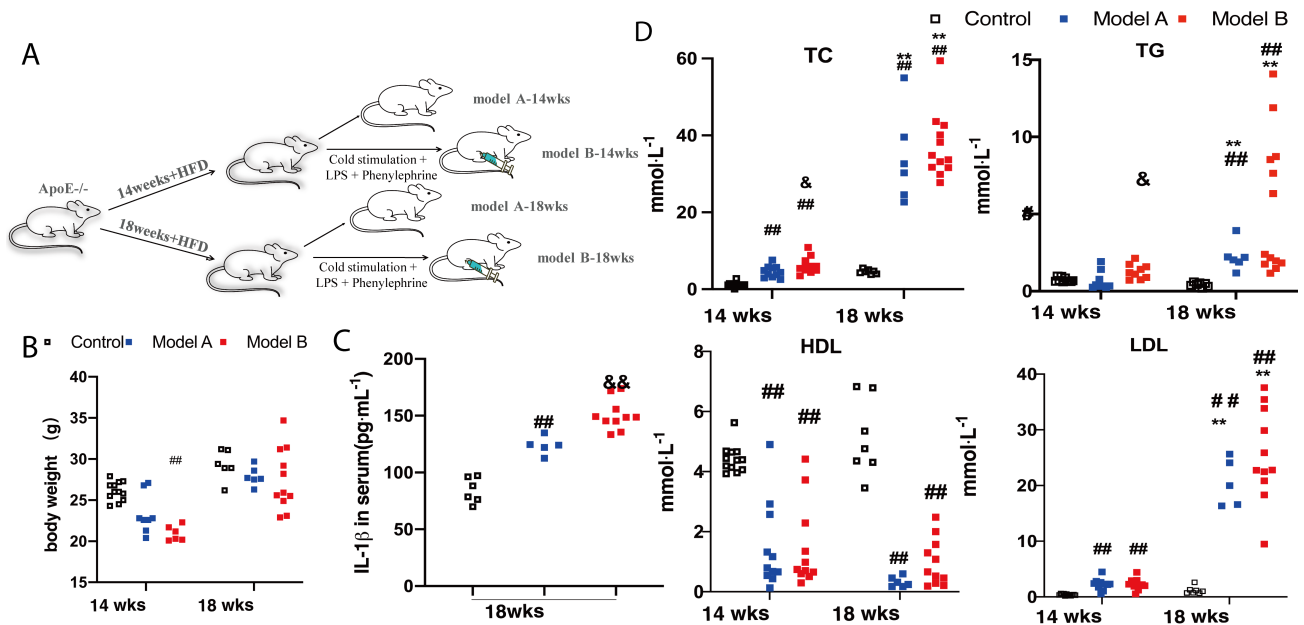 A
ApoE-/-
14weeks+HFD
18weeks+HFD
Cold stimulation +
LPS + Phenylephrine
Cold stimulation +
LPS + Phenylephrine
model A-14wks
model B-14wks
model A-18wks
model B-18wks
B
Control Model A Model B
body weight (g)
40
35
30
25
20
15
##
14 wks 18 wks
C
IL-1β in serum(pg·mL-1)
200
150
100
50
0
##
&&
18wks
D
Control Model A Model B
TC
mmol·L-1
60
40
20
0
##
&
##
**
##
**
##
14 wks 18 wks
TG
mmol·L-1
15
10
5
0
&
**
##
##
**
14 wks 18 wks
HDL
mmol·L-1
8
6
4
2
0
##
##
##
##
14 wks 18 wks
LDL
mmol·L-1
40
30
20
10
0
##
##
# #
**
##
**
14 wks 18 wks